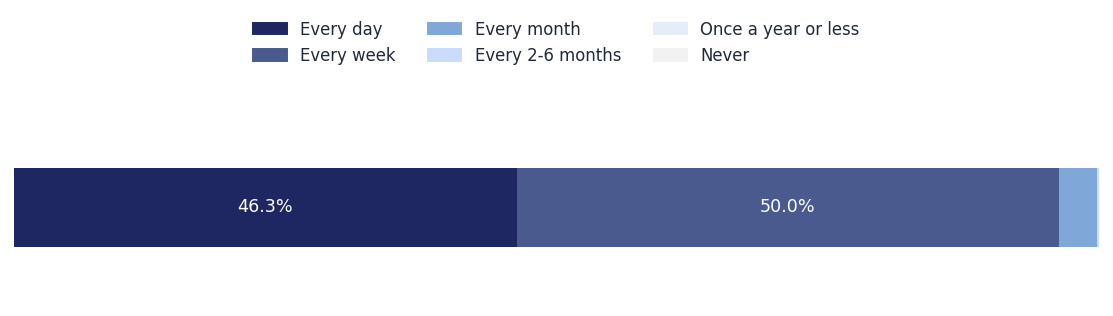 Every day
Every week
Every month
Every 2-6 months
Once a year or less
Never
46.3%
50.0%